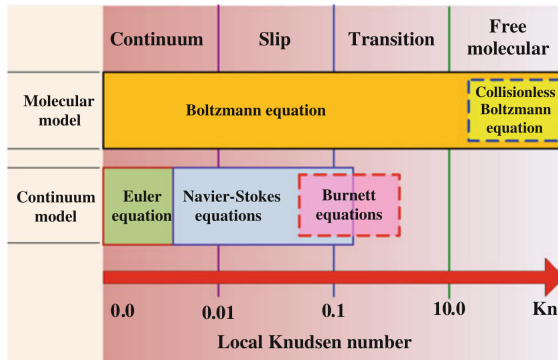 Continuum Slip Transition Free
molecular
Molecular
model
Boltzmann equation
Collisionless
Boltzmann
equation
Continuum
model
Euler
equation
Navier-Stokes
equations
Burnett
equations
0.0 0.01 0.1 10.0 Kn
Local Knudsen number